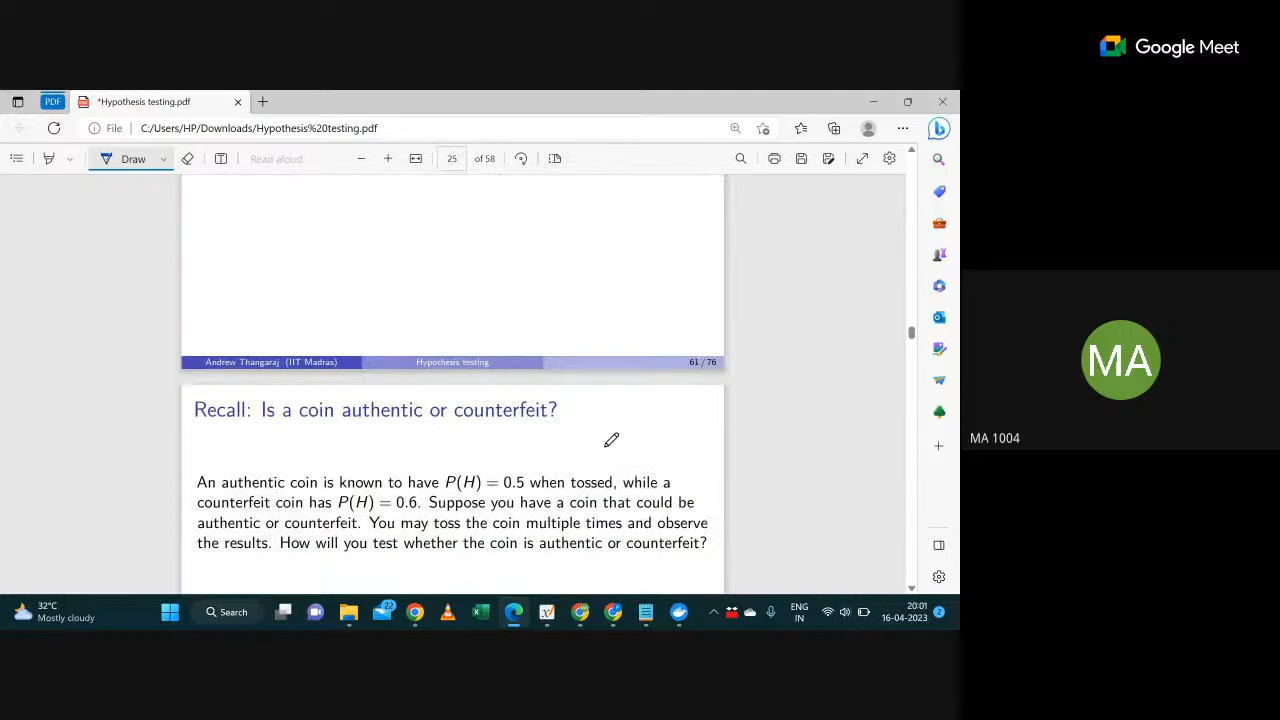 Google Meet
PDF
*Hypothesis testing.pdf
File
C:/Users/HP/Downloads/Hypothesis%20testing.pdf
Draw
Read aloud
25
of 58
Andrew Thangaraj (IIT Madras)
Hypothesis testing
61 / 76
Recall: Is a coin authentic or counterfeit?
An authentic coin is known to have P(H) = 0.5 when tossed, while a
counterfeit coin has P(H) = 0.6. Suppose you have a coin that could be
authentic or counterfeit. You may toss the coin multiple times and observe
the results. How will you test whether the coin is authentic or counterfeit?
MA
MA 1004
32°C
Mostly cloudy
Search
22
ENG
IN
20:01
16-04-2023
2